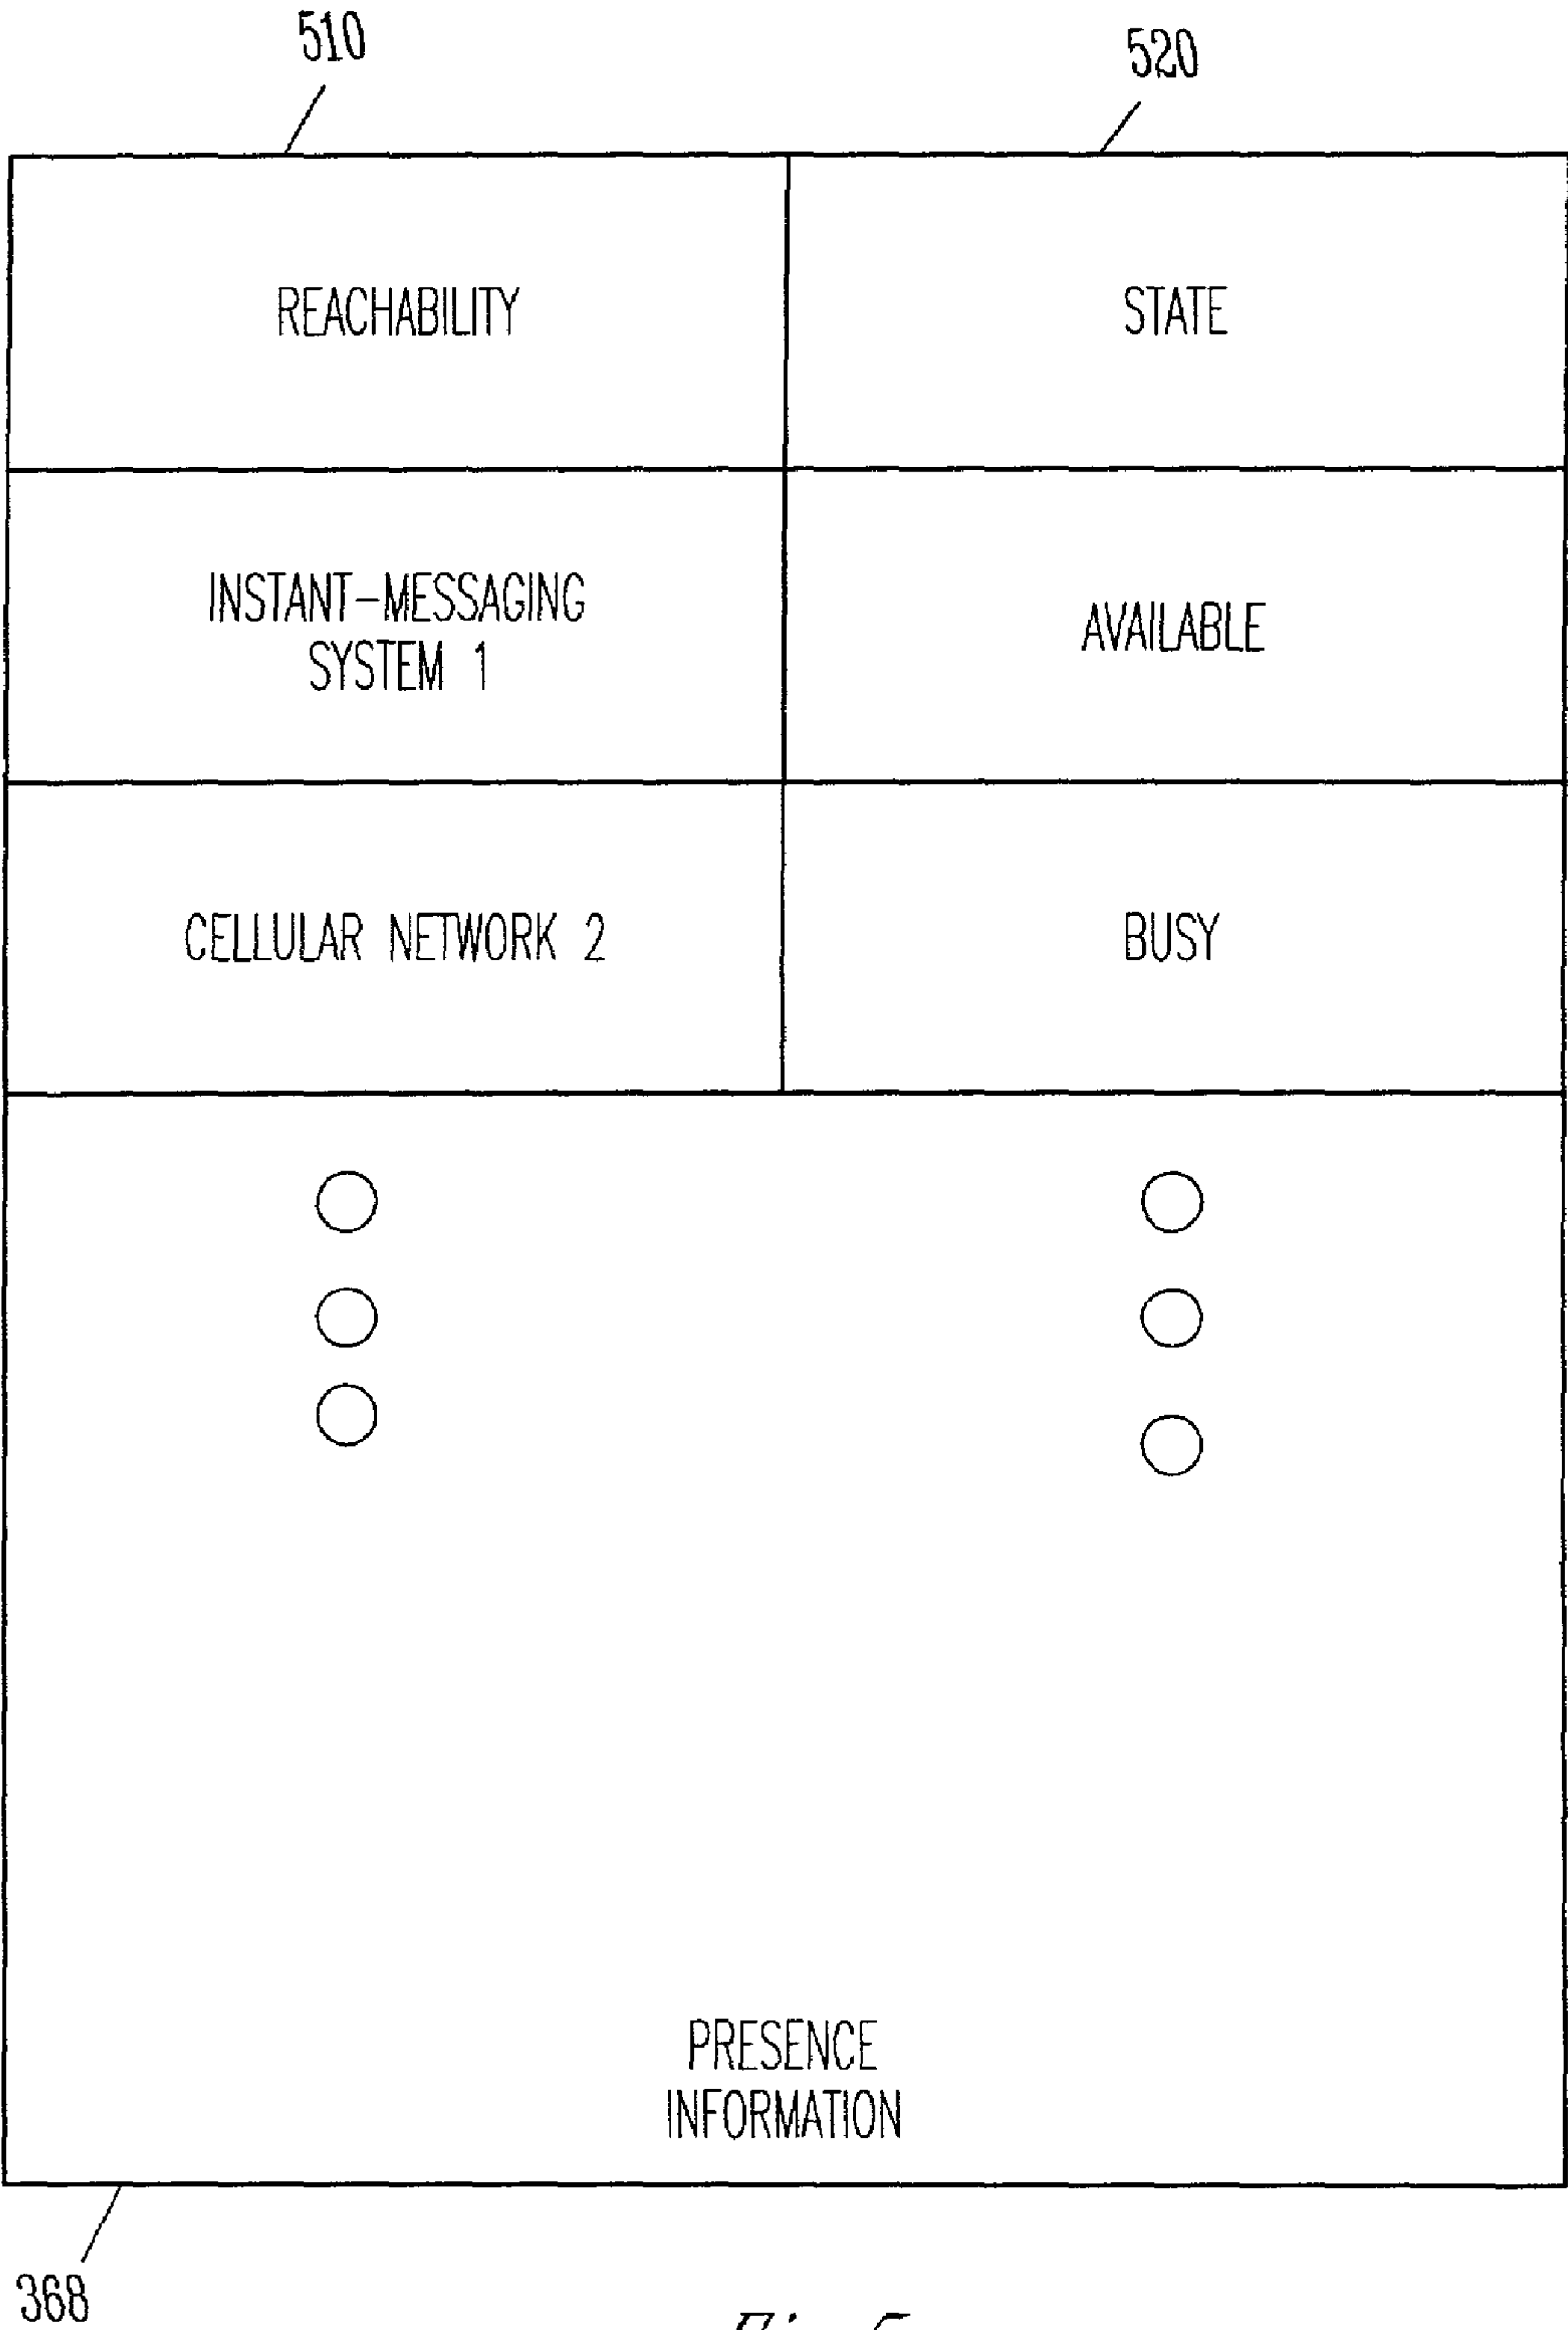 510
520
REACHABILITY
STATE
INSTANT-MESSAGING
SYSTEM 1
AVAILABLE
CELLULAR NETWORK 2
BUSY
PRESENCE
INFORMATION
368